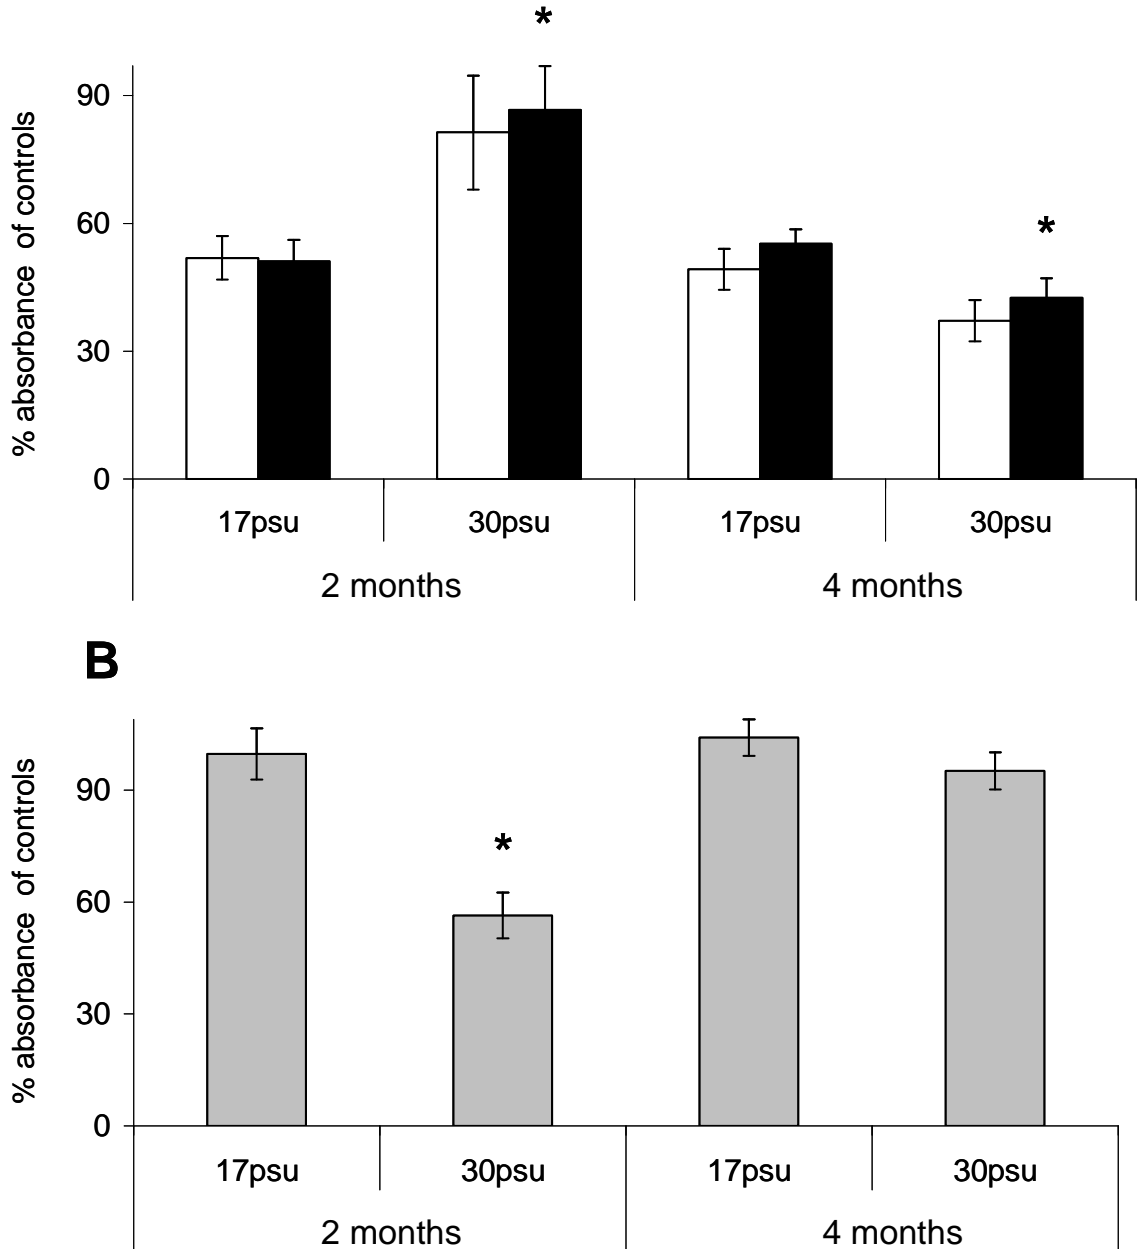 *
90
*
60
30
0
% absorbance of controls
17psu 30psu 17psu 30psu
2 months 4 months
B
90
*
60
30
0
% absorbance of controls
17psu 30psu 17psu 30psu
2 months 4 months